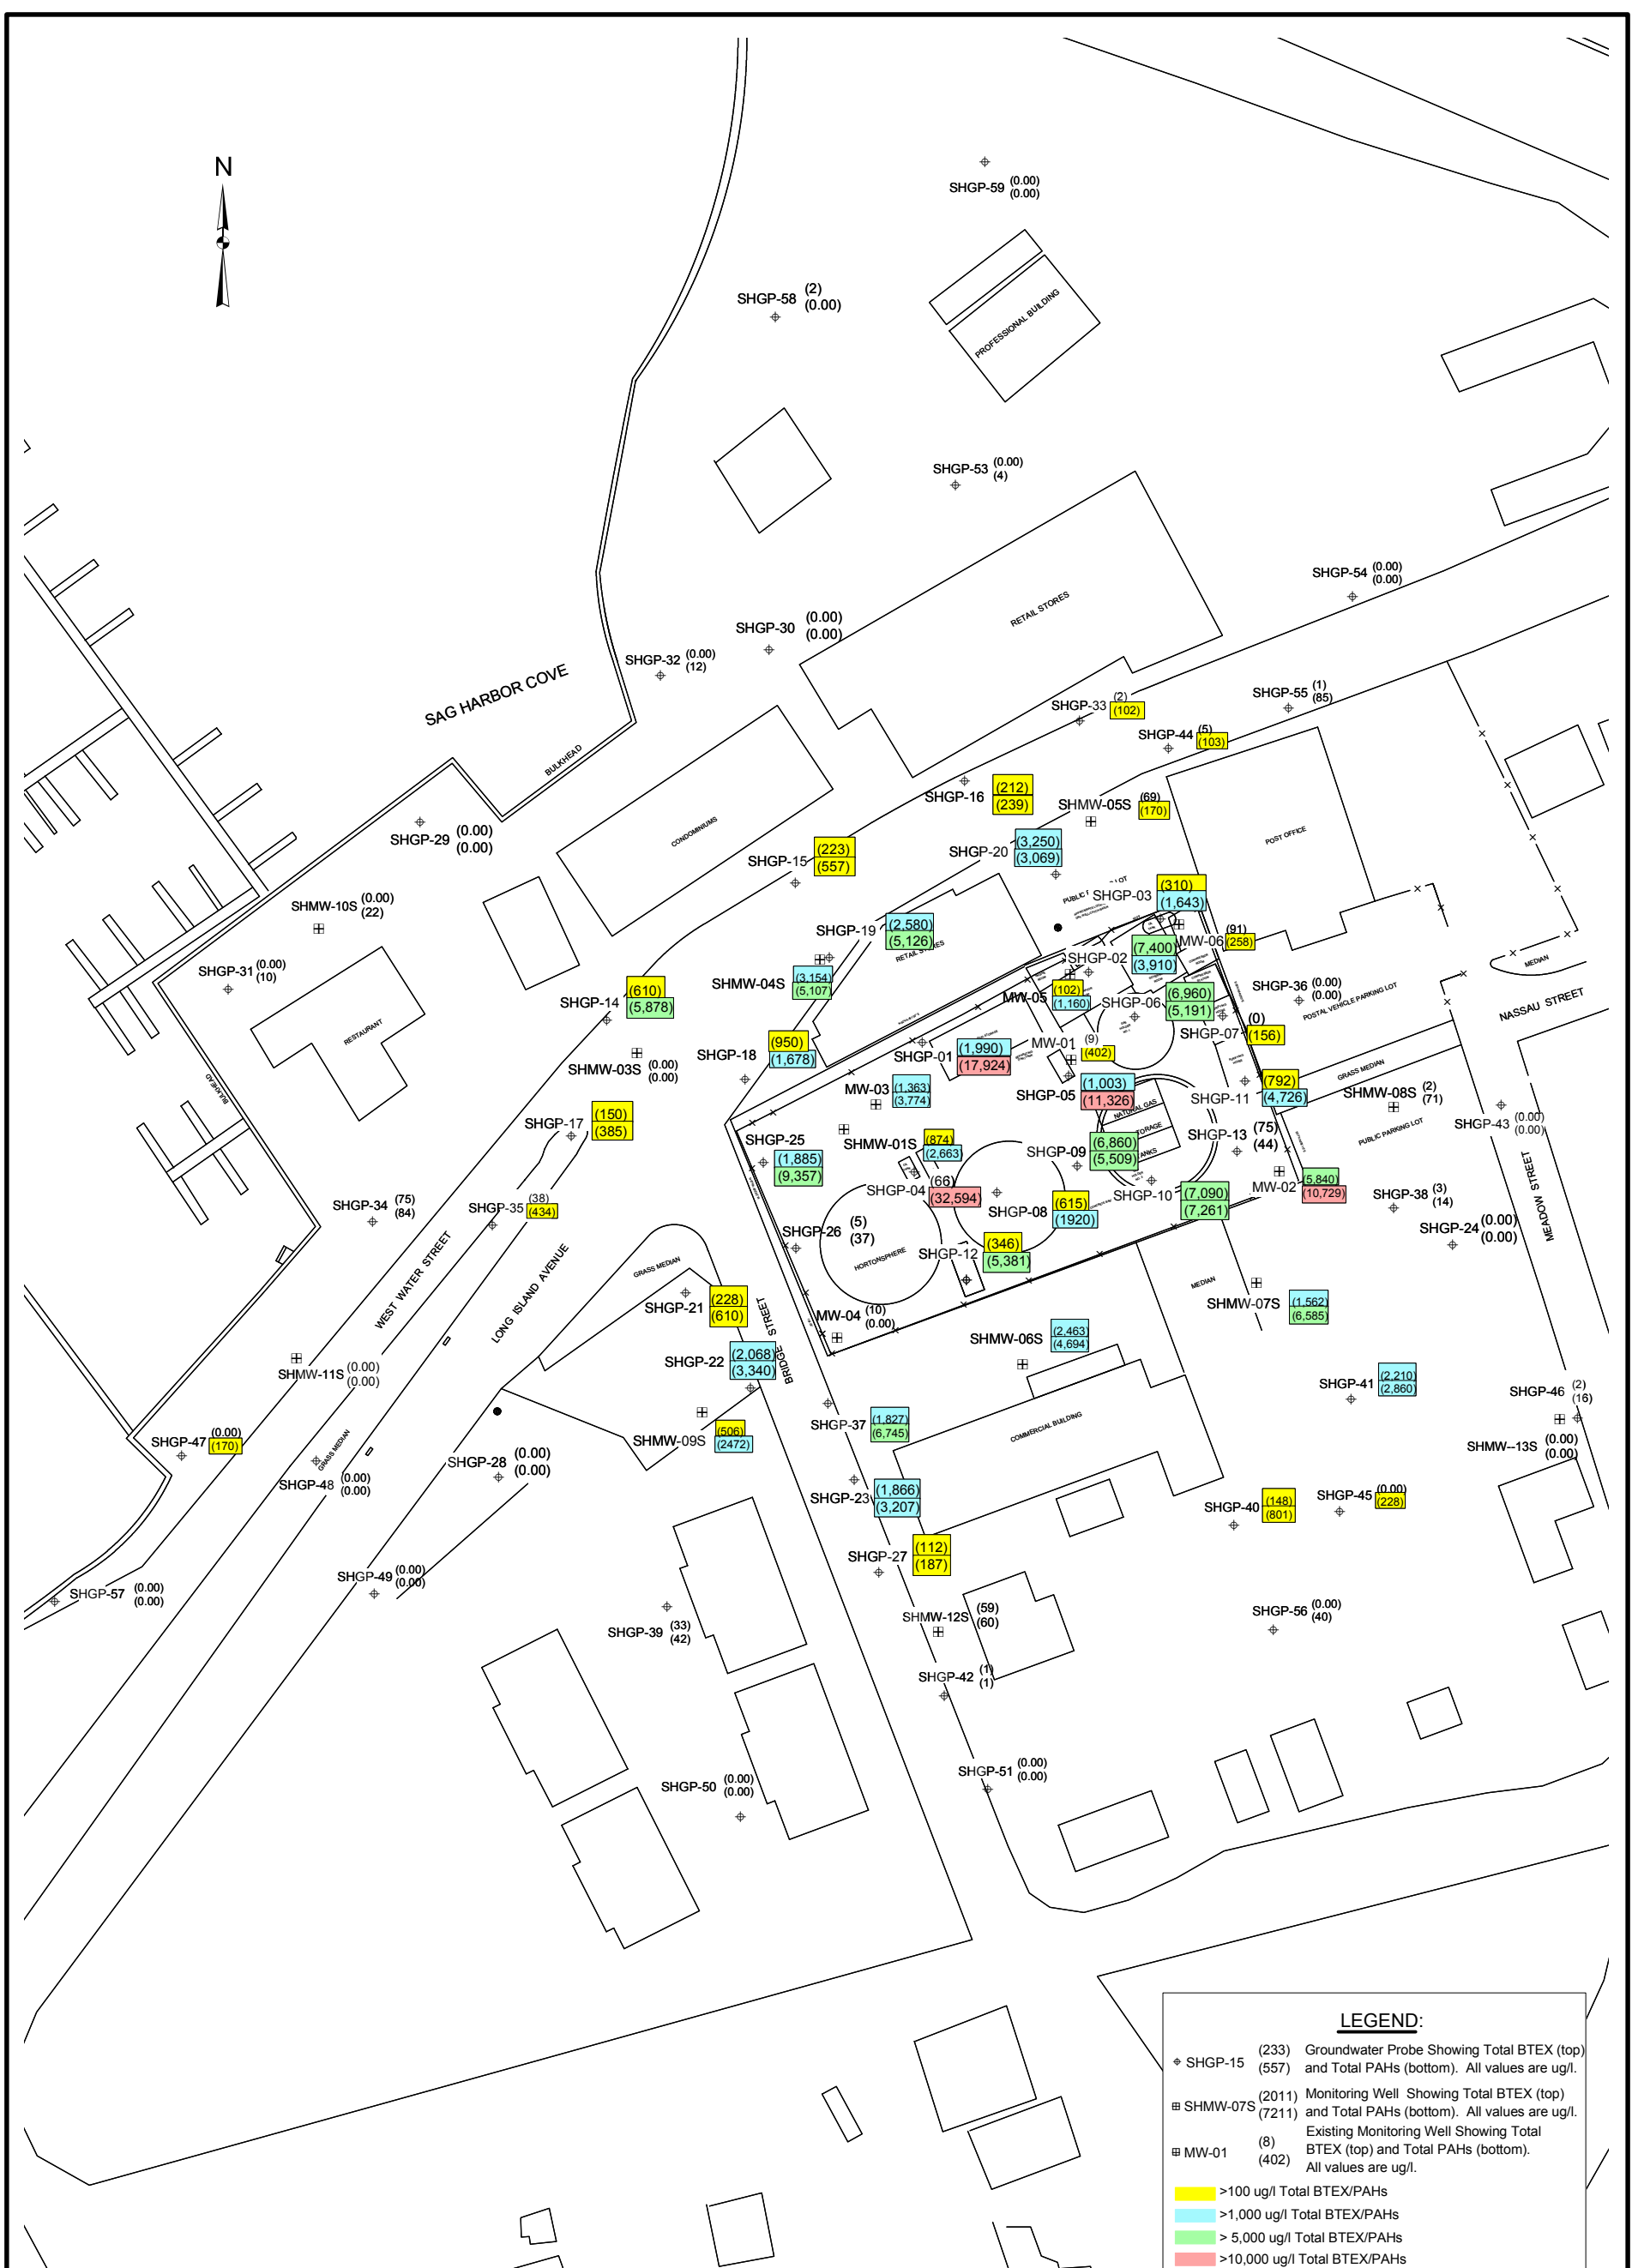 N
SHGP-59 (0.00)
(0.00)
SHGP-58 (2)
(0.00)
PROFESSIONAL BUILDING
SHGP-53 (0.00)
(4)
SHGP-54 (0.00)
(0.00)
RETAIL STORES
SHGP-30 (0.00)
(0.00)
SHGP-32 (0.00)
(12)
SAG HARBOR COVE
SHGP-55 (1)
(85)
SHGP-33 (2)
(102)
SHGP-44 (5)
(103)
BULKHEAD
SHGP-16 (212)
(239)
SHMW-05S (69)
(170)
SHGP-29 (0.00)
(0.00)
CONDOMINIUMS
POST OFFICE
SHGP-15 (223)
(557)
SHGP-20 (3,250)
(3,069)
SHGP-03 (310)
(1,643)
SHMW-10S (0.00)
(22)
SHGP-19 (2,580)
(5,126)
RETAIL STORES
MW-06 (91)
(258)
SHGP-02 (7,400)
(3,910)
MEDIAN
SHGP-31 (0.00)
(10)
SHMW-04S (3,154)
(5,107)
MW-05 (102)
(1,160)
SHGP-06 (6,960)
(5,191)
SHGP-36 (0.00)
(0.00)
POSTAL VEHICLE PARKING LOT
NASSAU STREET
SHGP-14 (610)
(5,878)
RESTAURANT
SHGP-07 (0)
(156)
SHGP-18 (950)
(1,678)
SHGP-01 (1,990)
(17,924)
MW-01 (9)
(402)
SHMW-03S (0.00)
(0.00)
GRASS MEDIAN
BULKHEAD
MW-03 (1,363)
(3,774)
SHGP-05 (1,003)
(11,326)
SHGP-11 (792)
(4,726)
SHMW-08S (2)
(71)
NATURAL GAS
STORAGE
TANKS
PUBLIC PARKING LOT
SHGP-43 (0.00)
(0.00)
SHGP-17 (150)
(385)
SHGP-25 (1,885)
(9,357)
SHMW-01S (874)
(2,663)
SHGP-09 (6,860)
(5,509)
SHGP-13 (75)
(44)
SHGP-04 (66)
(32,594)
SHGP-10 (7,090)
(7,261)
MW-02 (5,840)
(10,729)
SHGP-38 (3)
(14)
MEADOW STREET
SHGP-34 (75)
(84)
SHGP-35 (38)
(434)
SHGP-08 (615)
(1920)
SHGP-24 (0.00)
(0.00)
SHGP-26 (5)
(37)
HORTONSPHERE
SHGP-12 (346)
(5,381)
WEST WATER STREET
LONG ISLAND AVENUE
GRASS MEDIAN
MEDIAN
SHGP-21 (228)
(610)
BRIDGE STREET
MW-04 (10)
(0.00)
SHMW-07S (1,562)
(6,585)
SHMW-06S (2,463)
(4,694)
SHGP-22 (2,068)
(3,340)
SHMW-11S (0.00)
(0.00)
SHGP-41 (2,210)
(2,860)
SHGP-46 (2)
(16)
SHGP-37 (1,827)
(6,745)
COMMERCIAL BUILDING
SHMW-09S (506)
(2472)
SHGP-47 (0.00)
(170)
GRASS MEDIAN
SHMW--13S (0.00)
(0.00)
SHGP-28 (0.00)
(0.00)
SHGP-48 (0.00)
(0.00)
SHGP-23 (1,866)
(3,207)
SHGP-40 (148)
(801)
SHGP-45 (0.00)
(228)
SHGP-27 (112)
(187)
SHGP-49 (0.00)
(0.00)
SHGP-57 (0.00)
(0.00)
SHMW-12S (59)
(60)
SHGP-56 (0.00)
(40)
SHGP-39 (33)
(42)
SHGP-42 (1)
(1)
SHGP-51 (0.00)
(0.00)
SHGP-50 (0.00)
(0.00)
LEGEND:
SHGP-15 (233) (557) Groundwater Probe Showing Total BTEX (top)
and Total PAHs (bottom). All values are ug/l.
SHMW-07S (2011) (7211) Monitoring Well Showing Total BTEX (top)
and Total PAHs (bottom). All values are ug/l.
MW-01 (8) (402) Existing Monitoring Well Showing Total
BTEX (top) and Total PAHs (bottom).
All values are ug/l.
>100 ug/l Total BTEX/PAHs
>1,000 ug/l Total BTEX/PAHs
> 5,000 ug/l Total BTEX/PAHs
>10,000 ug/l Total BTEX/PAHs